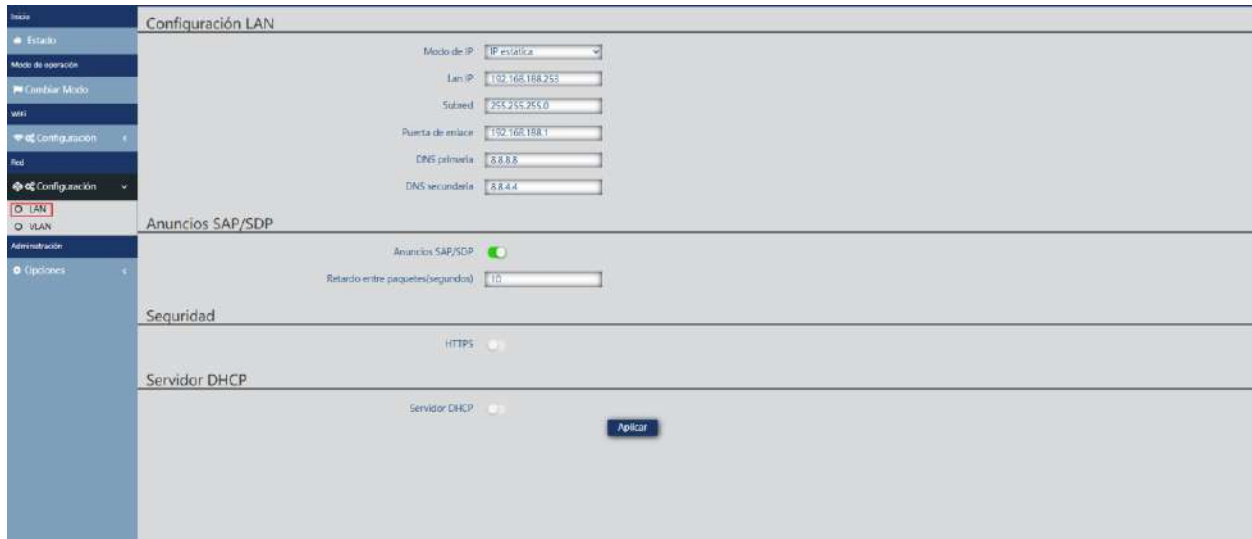 Inicio
Estado
Modo de operación
Cambiar Modo
WiFi
Configuración
Red
Configuración
LAN
VLAN
Administración
Opciones
Configuración LAN
Modo de IP IP estática
Lan IP 192.168.188.253
Subred 255.255.255.0
Puerta de enlace 192.168.188.1
DNS primaria 8.8.8.8
DNS secundaria 8.8.4.4
Anuncios SAP/SDP
Anuncios SAP/SDP
Retardo entre paquetes(segundos) 10
Seguridad
HTTPS
Servidor DHCP
Servidor DHCP
Aplicar